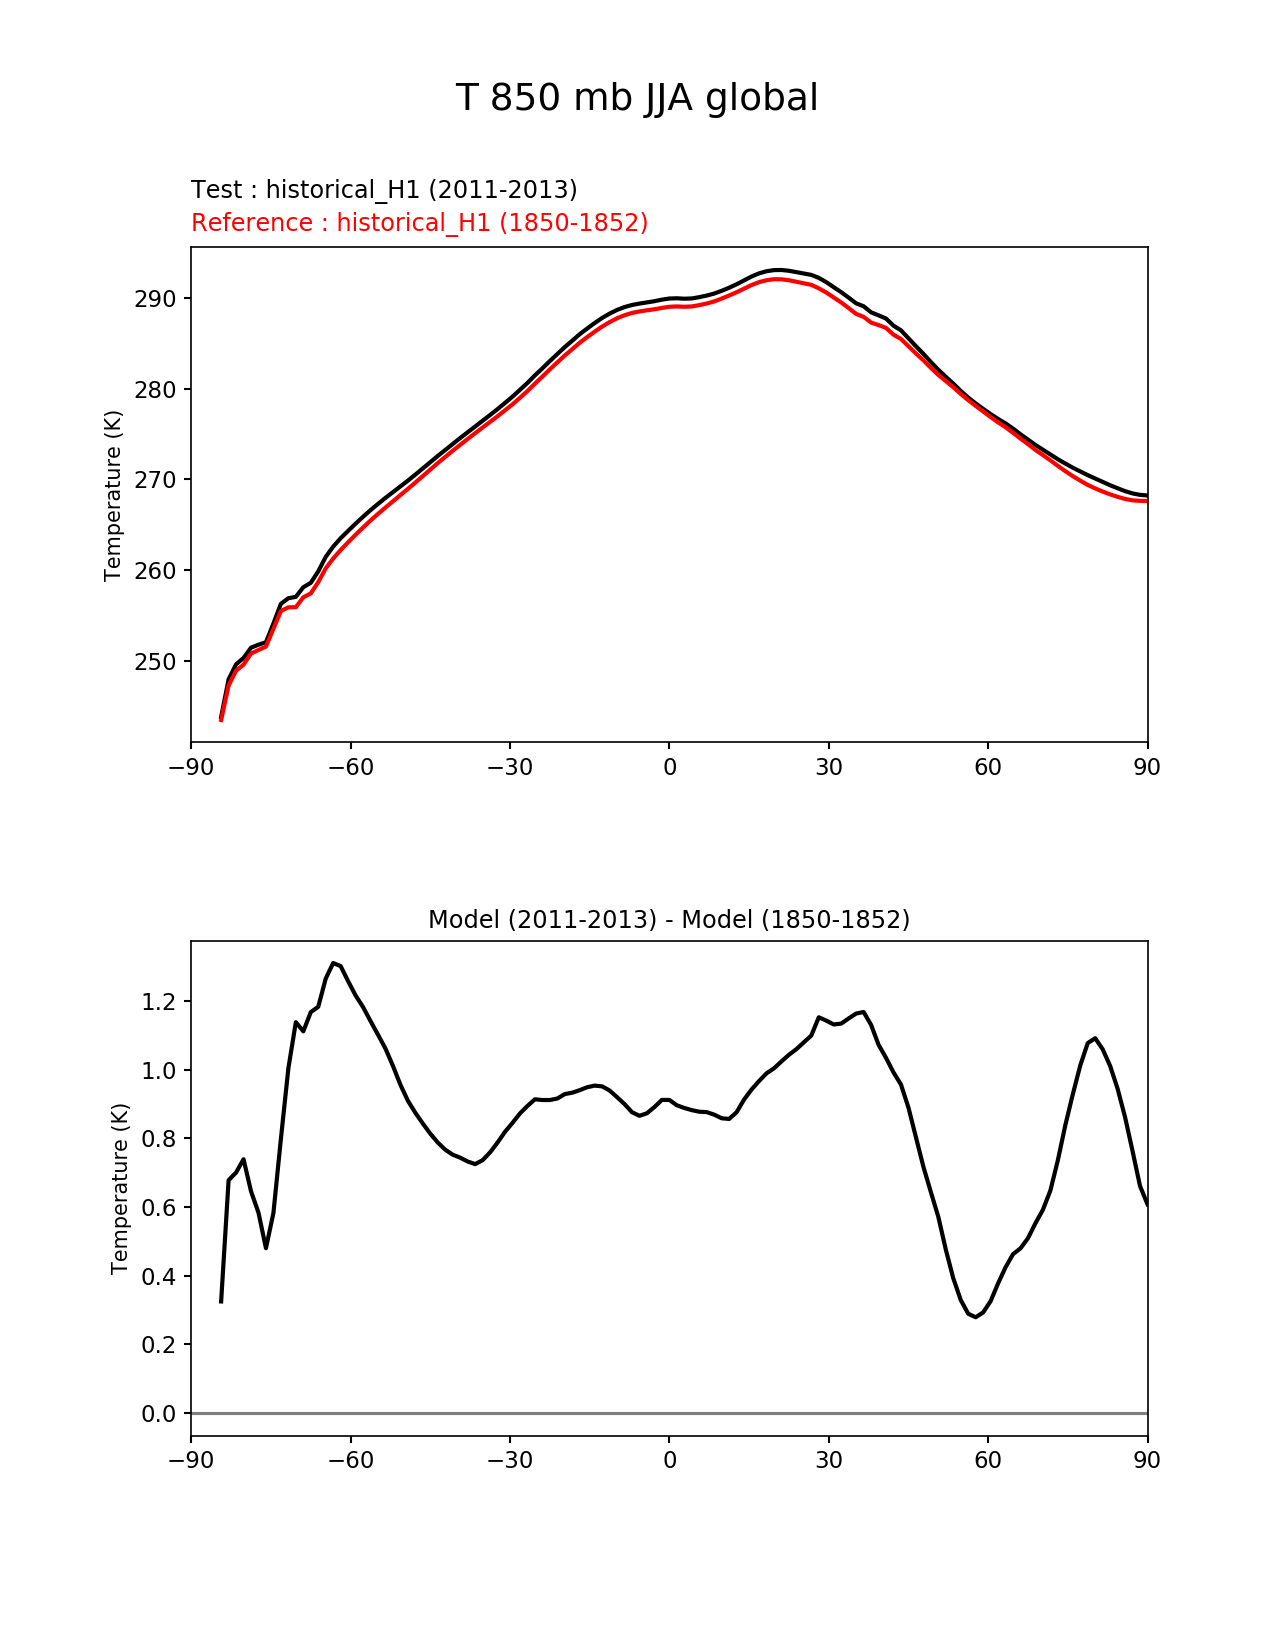 T 850 mb JJA global
Test : historical_H1 (2011-2013)
Reference : historical_H1 (1850-1852)
290
280
270
260
250
Temperature (K)
−90 −60 −30 0 30 60 90
Model (2011-2013) - Model (1850-1852)
1.2
1.0
0.8
0.6
0.4
0.2
0.0
Temperature (K)
−90 −60 −30 0 30 60 90